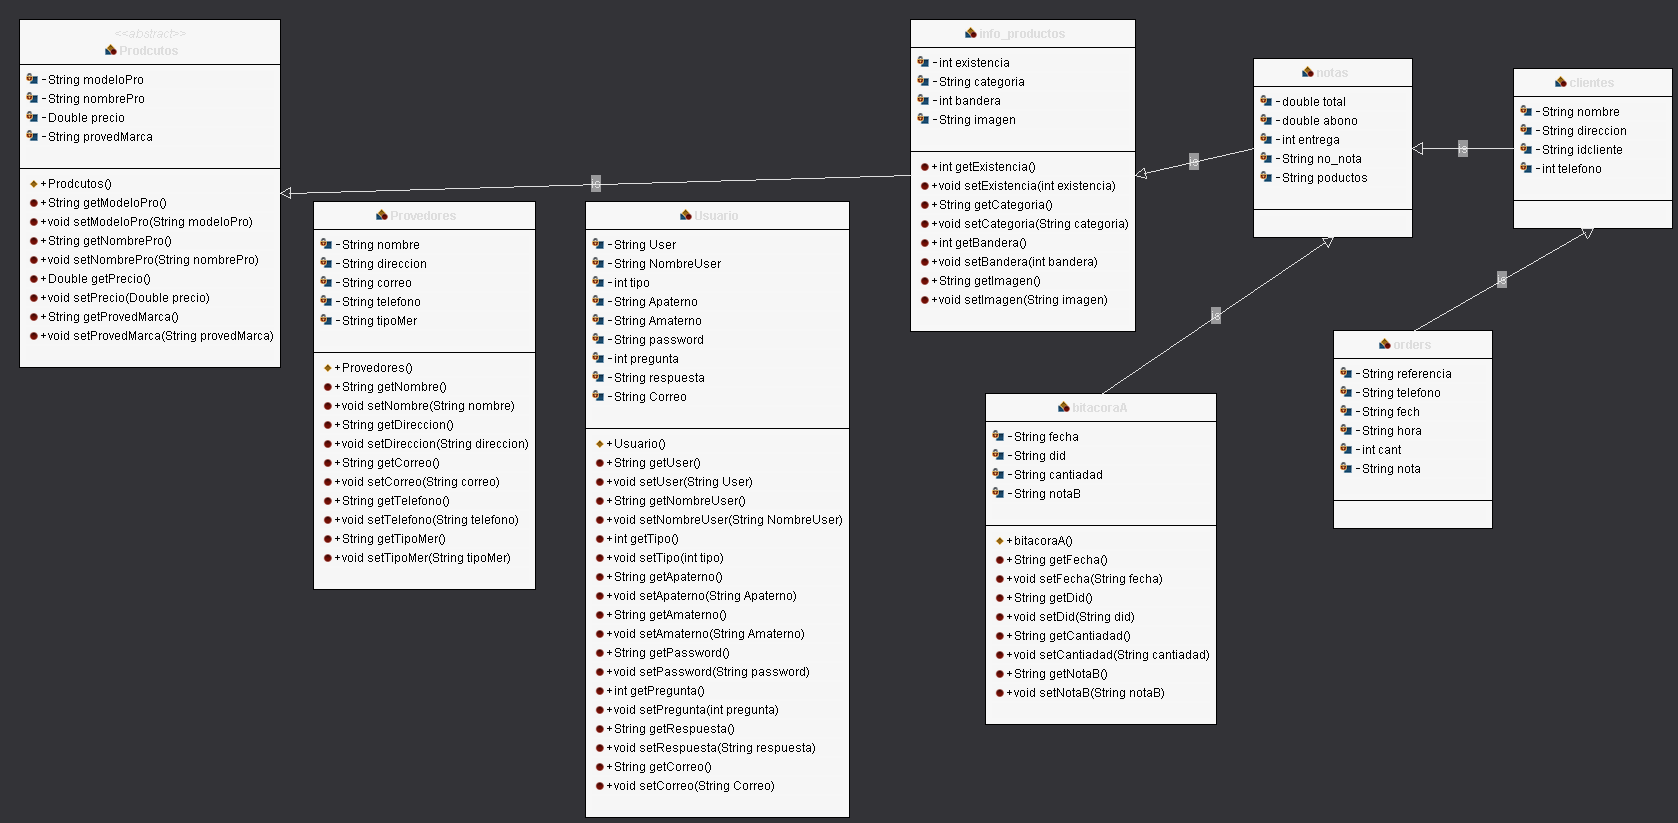 <<abstract>>
Prodcutos
-String modeloPro
-String nombrePro
-Double precio
-String provedMarca
+Prodcutos()
+String getModeloPro()
+void setModeloPro(String modeloPro)
+String getNombrePro()
+void setNombrePro(String nombrePro)
+Double getPrecio()
+void setPrecio(Double precio)
+String getProvedMarca()
+void setProvedMarca(String provedMarca)
is
Provedores
-String nombre
-String direccion
-String correo
-String telefono
-String tipoMer
+Provedores()
+String getNombre()
+void setNombre(String nombre)
+String getDireccion()
+void setDireccion(String direccion)
+String getCorreo()
+void setCorreo(String correo)
+String getTelefono()
+void setTelefono(String telefono)
+String getTipoMer()
+void setTipoMer(String tipoMer)
Usuario
-String User
-String NombreUser
-int tipo
-String Apaterno
-String Amaterno
-String password
-int pregunta
-String respuesta
-String Correo
+Usuario()
+String getUser()
+void setUser(String User)
+String getNombreUser()
+void setNombreUser(String NombreUser)
+int getTipo()
+void setTipo(int tipo)
+String getApaterno()
+void setApaterno(String Apaterno)
+String getAmaterno()
+void setAmaterno(String Amaterno)
+String getPassword()
+void setPassword(String password)
+int getPregunta()
+void setPregunta(int pregunta)
+String getRespuesta()
+void setRespuesta(String respuesta)
+String getCorreo()
+void setCorreo(String Correo)
info_productos
-int existencia
-String categoria
-int bandera
-String imagen
+int getExistencia()
+void setExistencia(int existencia)
+String getCategoria()
+void setCategoria(String categoria)
+int getBandera()
+void setBandera(int bandera)
+String getImagen()
+void setImagen(String imagen)
is
notas
-double total
-double abono
-int entrega
-String no_nota
-String poductos
is
clientes
-String nombre
-String direccion
-String idcliente
-int telefono
is
is
bitacoraA
-String fecha
-String did
-String cantiadad
-String notaB
+bitacoraA()
+String getFecha()
+void setFecha(String fecha)
+String getDid()
+void setDid(String did)
+String getCantiadad()
+void setCantiadad(String cantiadad)
+String getNotaB()
+void setNotaB(String notaB)
orders
-String referencia
-String telefono
-String fech
-String hora
-int cant
-String nota